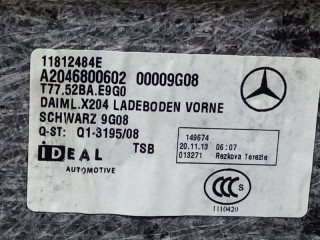 11812484E
A2046800602 00009G08
T77.52BA.E9G0
DAIML.X204 LADEBODEN VORNE
SCHWARZ 9G08
Q-ST: Q1-3195/08
IDEAL TSB
AUTOMOTIVE
149674
20.11.13 06:07
013271 Rezkova Terezie
CCC S
1110420